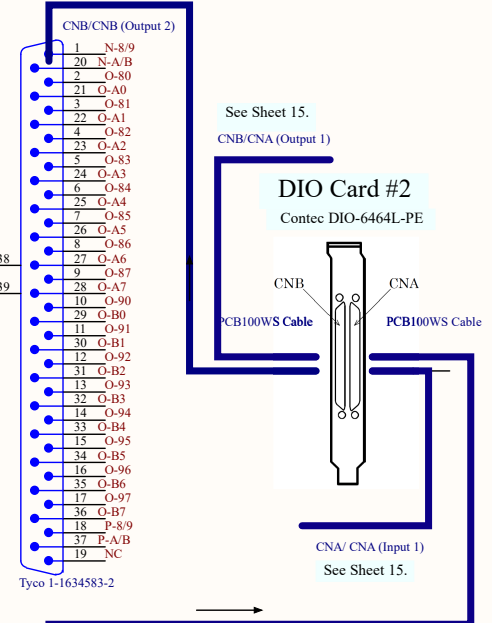 CNB/CNB (Output 2)
1 N-8/9
20 N-A/B
2 O-80
21 O-A0
3 O-81
22 O-A1
4 O-82
23 O-A2
5 O-83
24 O-A3
6 O-84
25 O-A4
7 O-85
26 O-A5
8 O-86
27 O-A6
9 O-87
28 O-A7
10 O-90
29 O-B0
11 O-91
30 O-B1
12 O-92
31 O-B2
13 O-93
32 O-B3
14 O-94
33 O-B4
15 O-95
34 O-B5
16 O-96
35 O-B6
17 O-97
36 O-B7
18 P-8/9
37 P-A/B
19 NC
Tyco 1-1634583-2
38
39
See Sheet 15.
CNB/CNA (Output 1)
DIO Card #2
Contec DIO-6464L-PE
CNB
CNA
PCB100WS Cable
PCB100WS Cable
CNA/ CNA (Input 1)
See Sheet 15.